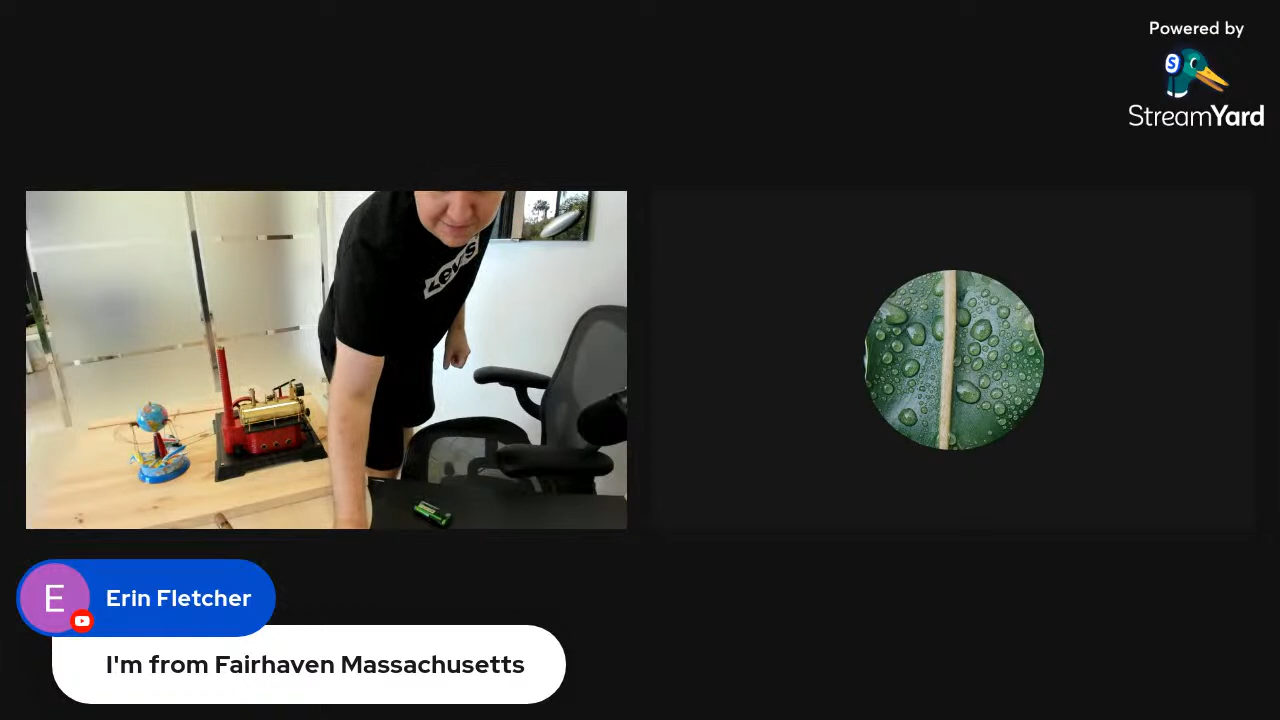 Powered by
S
StreamYard
Levi's
E
Erin Fletcher
I'm from Fairhaven Massachusetts